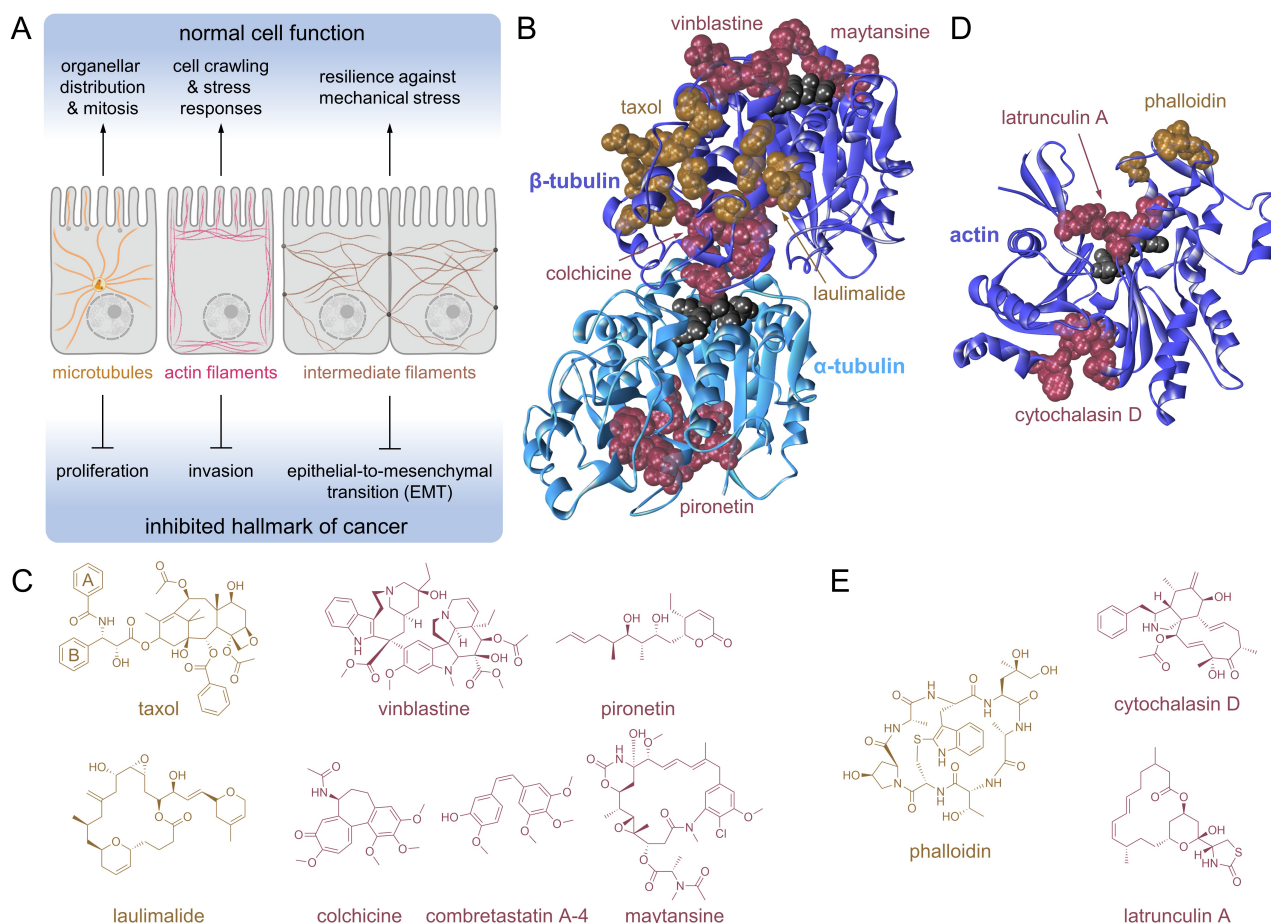 A
normal cell function
organellar
distribution
& mitosis
cell crawling
& stress
responses
resilience against
mechanical stress
microtubules
actin filaments
intermediate filaments
proliferation
invasion
epithelial-to-mesenchymal
transition (EMT)
inhibited hallmark of cancer
B
vinblastine
maytansine
taxol
β-tubulin
colchicine
laulimalide
α-tubulin
pironetin
D
phalloidin
latrunculin A
actin
cytochalasin D
C
A
B
taxol
vinblastine
pironetin
laulimalide
colchicine
combretastatin A-4
maytansine
E
phalloidin
cytochalasin D
latrunculin A